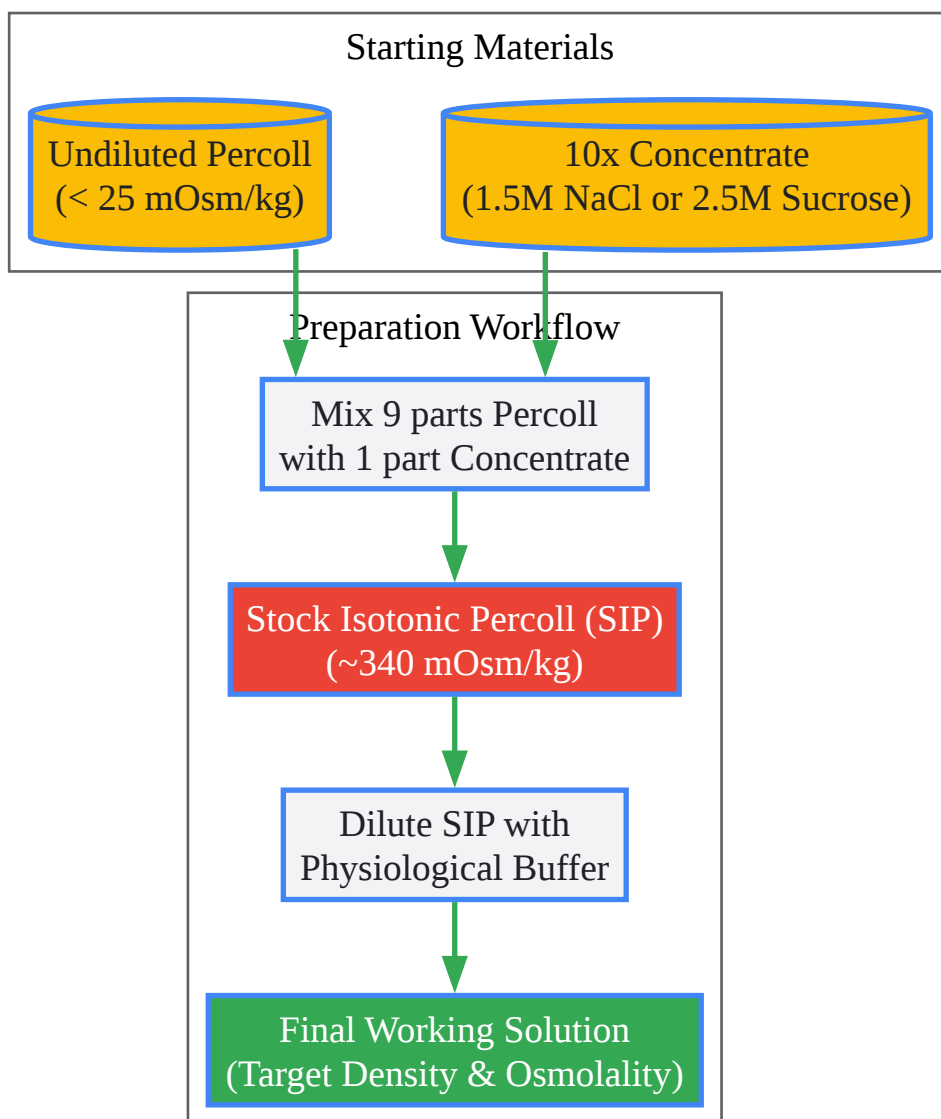 Starting Materials
Undiluted Percoll
(< 25 mOsm/kg)
10x Concentrate
(1.5M NaCl or 2.5M Sucrose)
Preparation Workflow
Mix 9 parts Percoll
with 1 part Concentrate
Stock Isotonic Percoll (SIP)
(~340 mOsm/kg)
Dilute SIP with
Physiological Buffer
Final Working Solution
(Target Density & Osmolality)